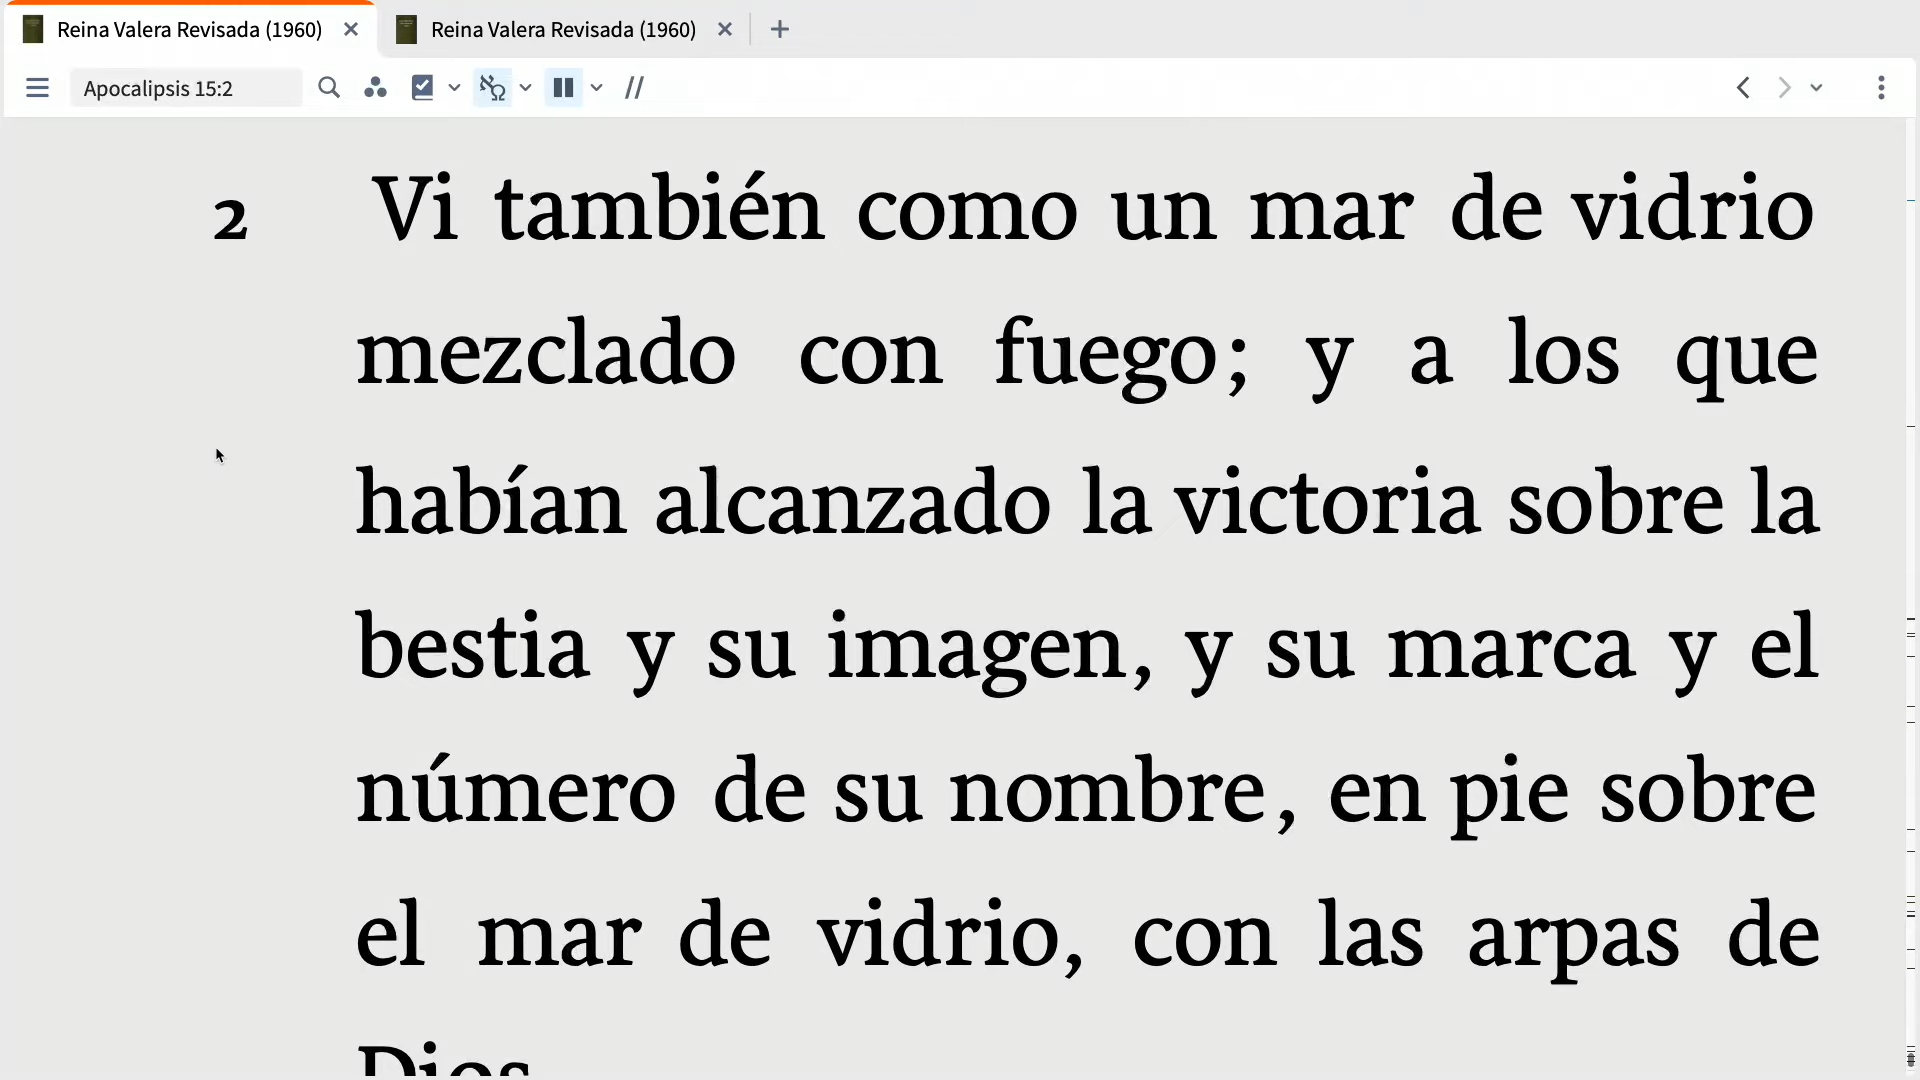 Reina Valera Revisada (1960)
Reina Valera Revisada (1960)
Apocalipsis 15:2
2 Vi también como un mar de vidrio
mezclado con fuego; y a los que
habían alcanzado la victoria sobre la
bestia y su imagen, y su marca y el
número de su nombre, en pie sobre
el mar de vidrio, con las arpas de
Dios